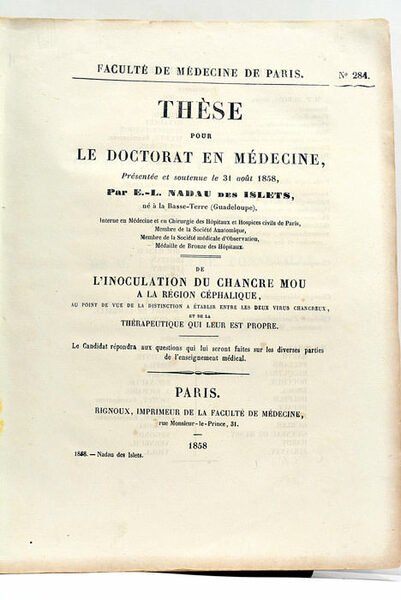 FACULTÉ DE MÉDECINE DE PARIS. N° 284.
THÈSE
POUR
LE DOCTORAT EN MÉDECINE,
Présentée et soutenue le 31 août 1858,
Par E.-L. NADAU DES ISLETS,
né à la Basse-Terre (Guadeloupe),
Interne en Médecine et en Chirurgie des Hôpitaux et Hospices civils de Paris,
Membre de la Société Anatomique,
Membre de la Société médicale d'Observation,
Médaille de Bronze des Hôpitaux.
DE
L'INOCULATION DU CHANCRE MOU
A LA RÉGION CÉPHALIQUE,
AU POINT DE VUE DE LA DISTINCTION A ÉTABLIR ENTRE LES DEUX VIRUS CHANCREUX,
ET DE LA
THÉRAPEUTIQUE QUI LEUR EST PROPRE.
Le Candidat répondra aux questions qui lui seront faites sur les diverses parties
de l'enseignement médical.
PARIS.
RIGNOUX, IMPRIMEUR DE LA FACULTÉ DE MÉDECINE,
rue Monsieur-le-Prince, 31.
1858
1858. — Nadau des Islets.